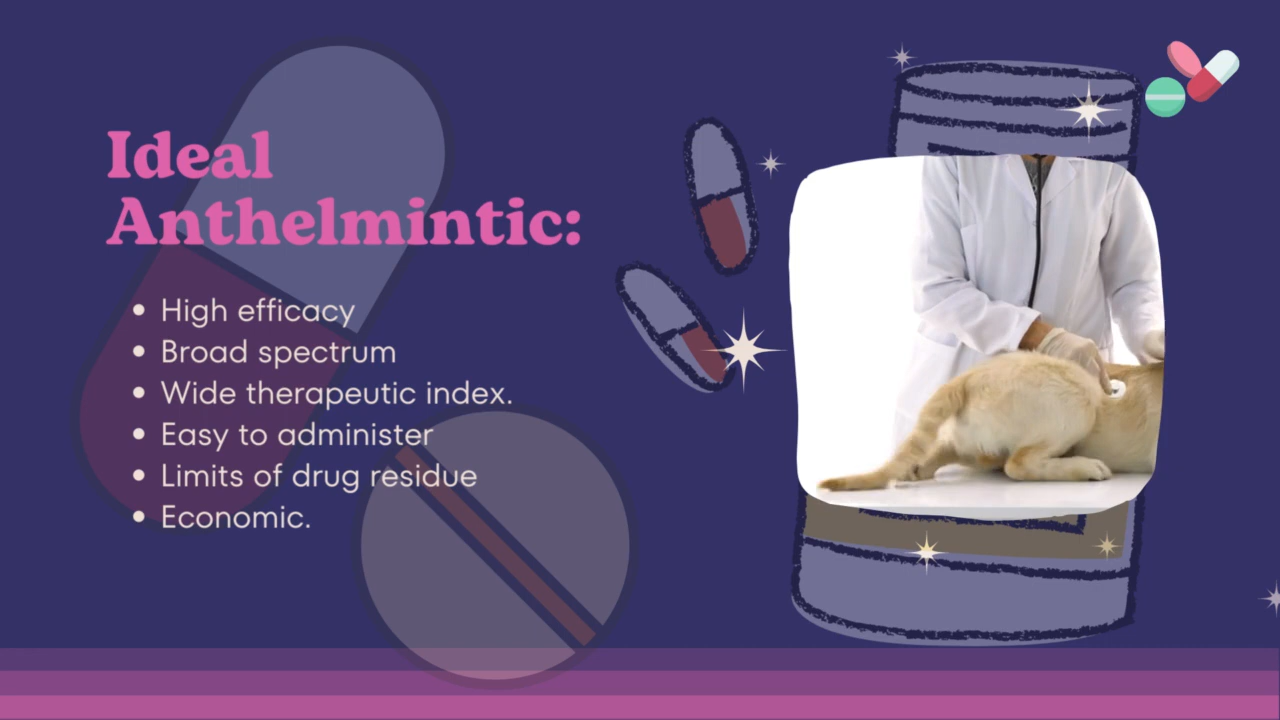 Ideal
Anthelmintic:
• High efficacy
• Broad spectrum
• Wide therapeutic index.
• Easy to administer
• Limits of drug residue
• Economic.